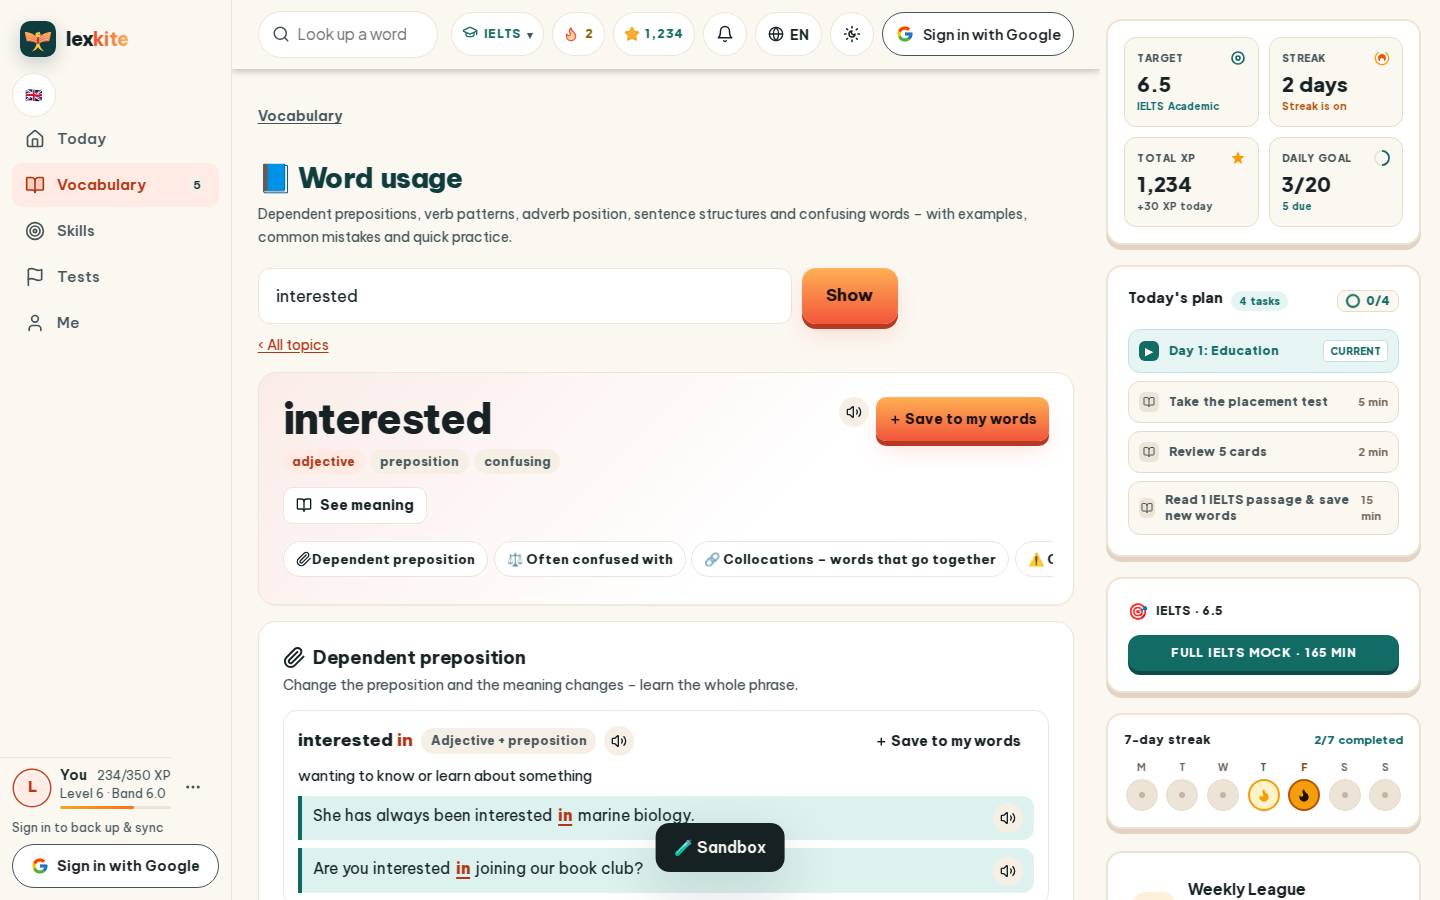 lexkite
Today
Vocabulary 5
Skills
Tests
Me
L
You 234/350 XP
Level 6 · Band 6.0
Sign in to back up & sync
Sign in with Google
Look up a word
IELTS ▾
2
1,234
EN
Sign in with Google
Vocabulary
Word usage
Dependent prepositions, verb patterns, adverb position, sentence structures and confusing words – with examples,
common mistakes and quick practice.
interested
Show
‹ All topics
interested
+ Save to my words
adjective preposition confusing
See meaning
Dependent preposition
Often confused with
Collocations – words that go together
Dependent preposition
Change the preposition and the meaning changes – learn the whole phrase.
interested in Adjective + preposition
+ Save to my words
wanting to know or learn about something
She has always been interested in marine biology.
Are you interested in joining our book club?
Sandbox
TARGET
6.5
IELTS Academic
STREAK
2 days
Streak is on
TOTAL XP
1,234
+30 XP today
DAILY GOAL
3/20
5 due
Today's plan 4 tasks 0/4
Day 1: Education CURRENT
Take the placement test 5 min
Review 5 cards 2 min
Read 1 IELTS passage & save new words 15 min
IELTS · 6.5
FULL IELTS MOCK · 165 MIN
7-day streak 2/7 completed
M T W T F S S
Weekly League